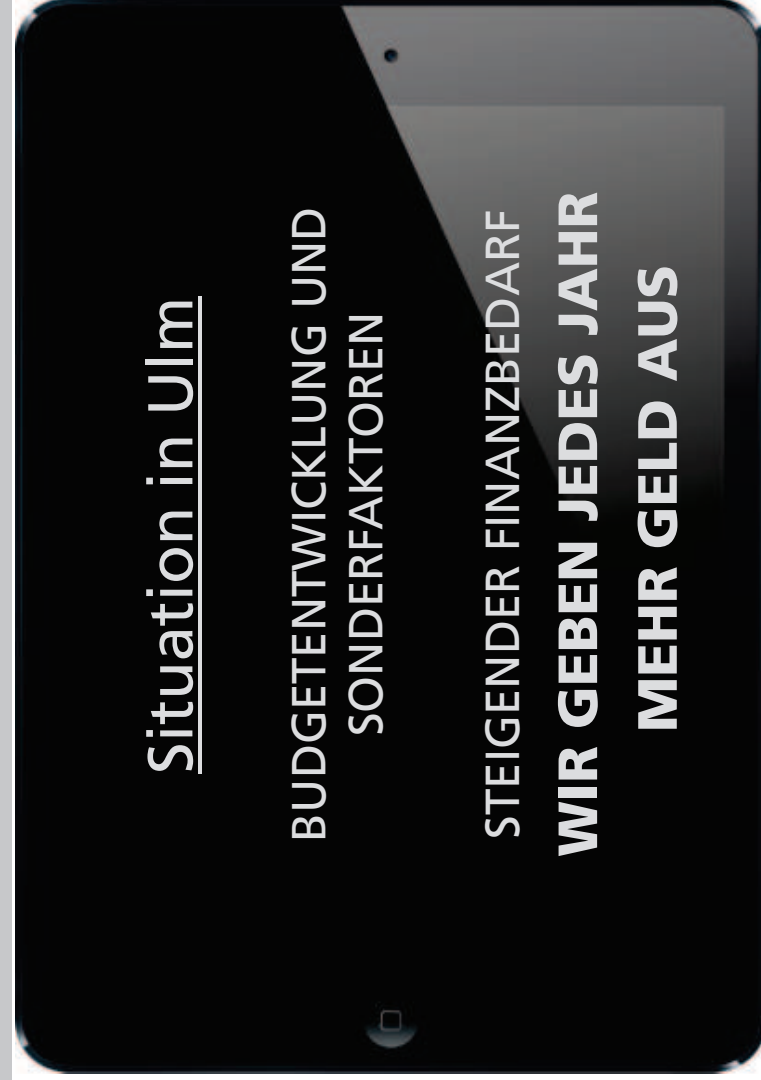 Situation in Ulm
BUDGETENTWICKLUNG UND
SONDERFAKTOREN
STEIGENDER FINANZBEDARF
WIR GEBEN JEDES JAHR
MEHR GELD AUS